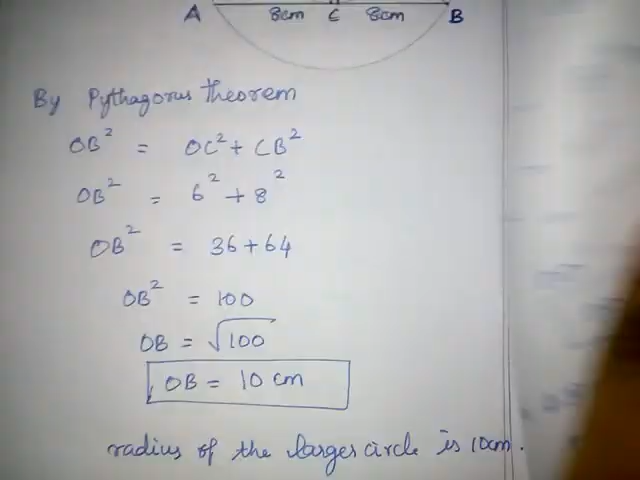 A 8cm C 8cm B
By Pythagorus theorem
OB² = OC² + CB²
OB² = 6² + 8²
OB² = 36 + 64
OB² = 100
OB = √100
OB = 10 cm
radius of the larger circle is 10cm.